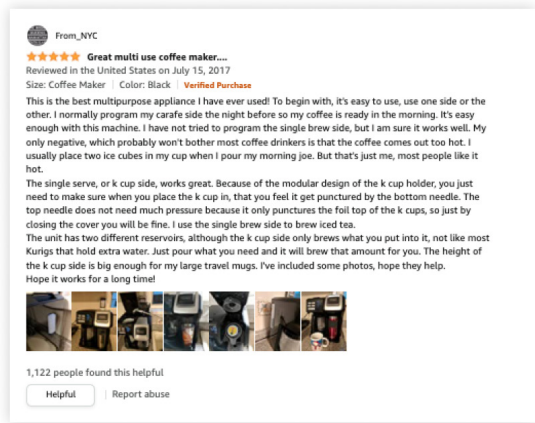 From_NYC
Great multi use coffee maker....
Reviewed in the United States on July 15, 2017
Size: Coffee Maker | Color: Black | Verified Purchase
This is the best multipurpose appliance I have ever used! To begin with, it's easy to use, use one side or the
other. I normally program my carafe side the night before so my coffee is ready in the morning. It's easy
enough with this machine. I have not tried to program the single brew side, but I am sure it works well. My
only negative, which probably won't bother most coffee drinkers is that the coffee comes out too hot. I
usually place two ice cubes in my cup when I pour my morning joe. But that's just me, most people like it
hot.
The single serve, or k cup side, works great. Because of the modular design of the k cup holder, you just
need to make sure when you place the k cup in, that you feel it get punctured by the bottom needle. The
top needle does not need much pressure because it only punctures the foil top of the k cups, so just by
closing the cover you will be fine. I use the single brew side to brew iced tea.
The unit has two different reservoirs, although the k cup side only brews what you put into it, not like most
Kurigs that hold extra water. Just pour what you need and it will brew that amount for you. The height of
the k cup side is big enough for my large travel mugs. I've included some photos, hope they help.
Hope it works for a long time!
1,122 people found this helpful
Helpful | Report abuse